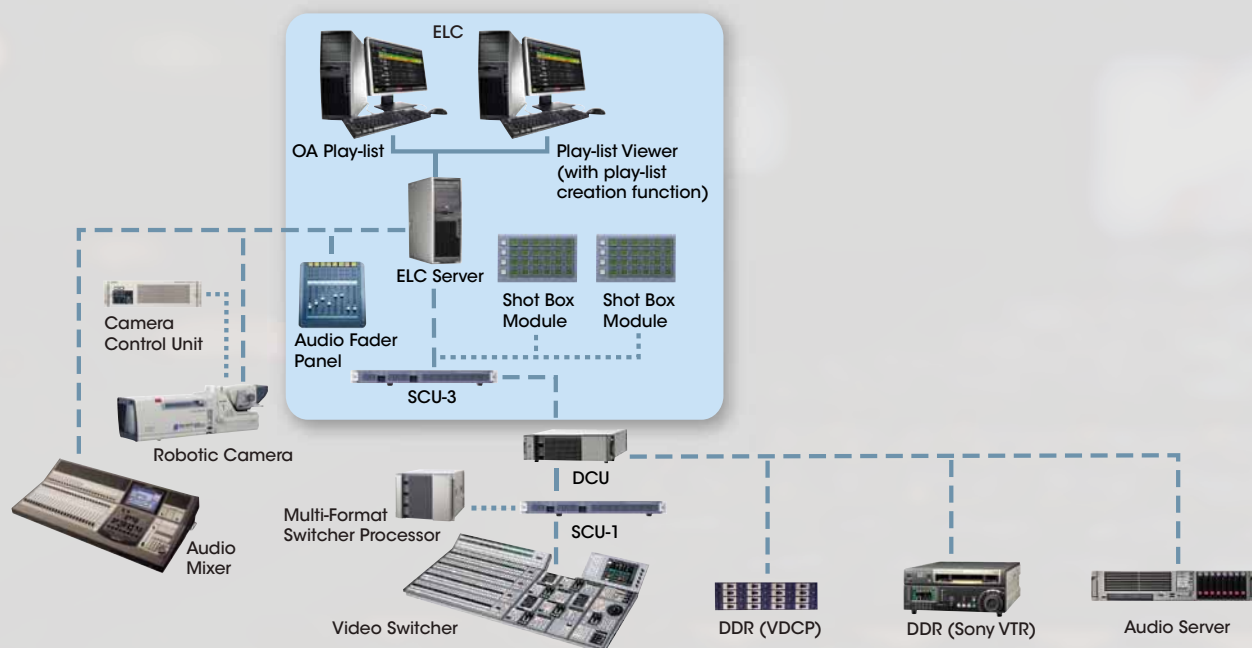 ELC
OA Play-list
Play-list Viewer
(with play-list
creation function)
ELC Server
Shot Box
Module
Shot Box
Module
Audio Fader
Panel
Camera
Control Unit
SCU-3
Robotic Camera
DCU
Multi-Format
Switcher Processor
SCU-1
Audio
Mixer
Video Switcher
DDR (VDCP)
DDR (Sony VTR)
Audio Server